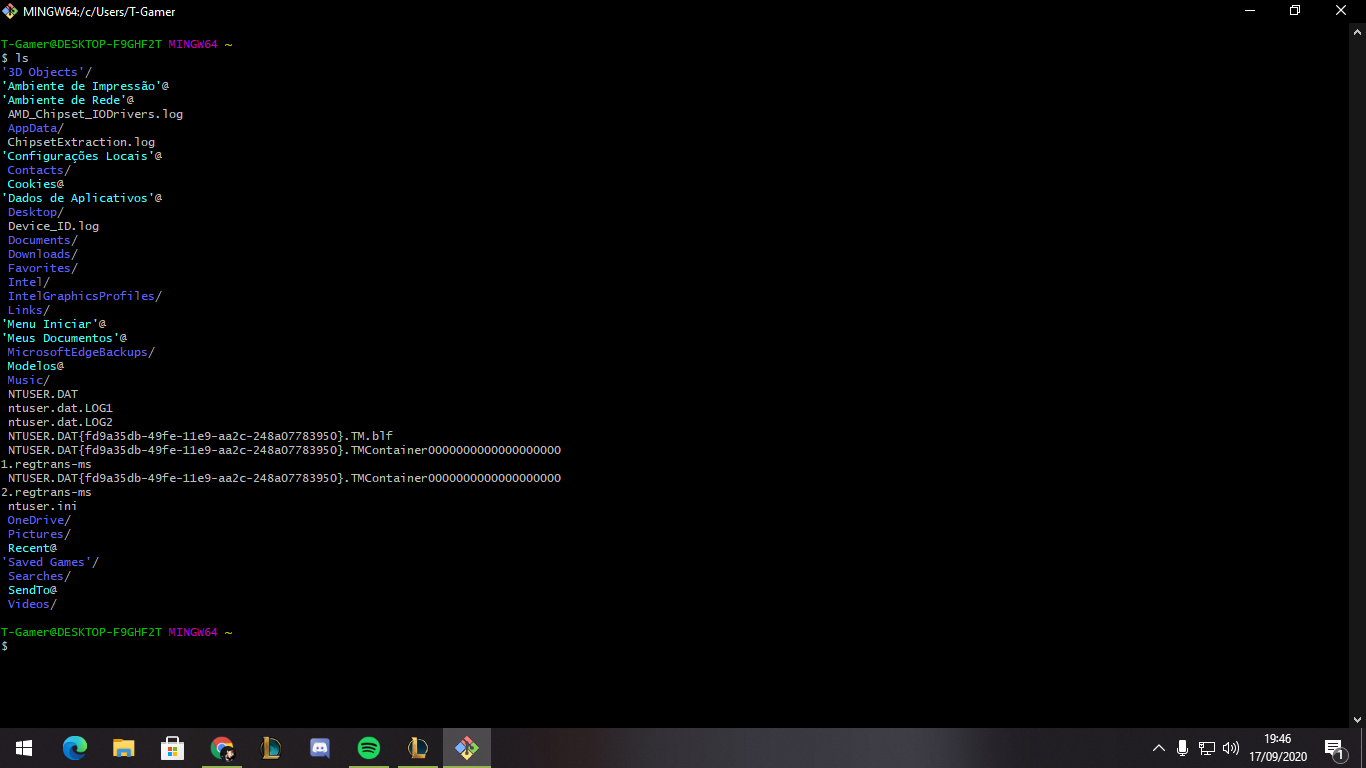 MINGW64:/c/Users/T-Gamer
T-Gamer@DESKTOP-F9GHF2T MINGW64 ~
$ ls
'3D Objects'/
'Ambiente de Impressão'@
'Ambiente de Rede'@
AMD_Chipset_IODrivers.log
AppData/
ChipsetExtraction.log
'Configurações Locais'@
Contacts/
Cookies@
'Dados de Aplicativos'@
Desktop/
Device_ID.log
Documents/
Downloads/
Favorites/
Intel/
IntelGraphicsProfiles/
Links/
'Menu Iniciar'@
'Meus Documentos'@
MicrosoftEdgeBackups/
Modelos@
Music/
NTUSER.DAT
ntuser.dat.LOG1
ntuser.dat.LOG2
NTUSER.DAT{fd9a35db-49fe-11e9-aa2c-248a07783950}.TM.blf
NTUSER.DAT{fd9a35db-49fe-11e9-aa2c-248a07783950}.TMContainer0000000000000000000
1.regtrans-ms
NTUSER.DAT{fd9a35db-49fe-11e9-aa2c-248a07783950}.TMContainer0000000000000000000
2.regtrans-ms
ntuser.ini
OneDrive/
Pictures/
Recent@
'Saved Games'/
Searches/
SendTo@
Videos/
T-Gamer@DESKTOP-F9GHF2T MINGW64 ~
$
19:46
17/09/2020
1